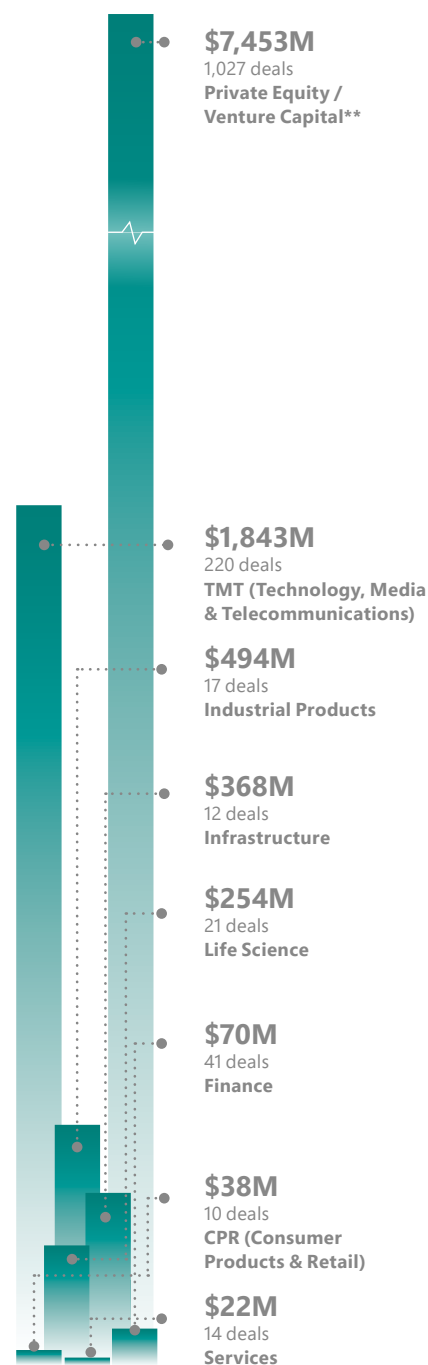 $7,453M
1,027 deals
Private Equity /
Venture Capital**
$1,843M
220 deals
TMT (Technology, Media
& Telecommunications)
$494M
17 deals
Industrial Products
$368M
12 deals
Infrastructure
$254M
21 deals
Life Science
$70M
41 deals
Finance
$38M
10 deals
CPR (Consumer
Products & Retail)
$22M
14 deals
Services